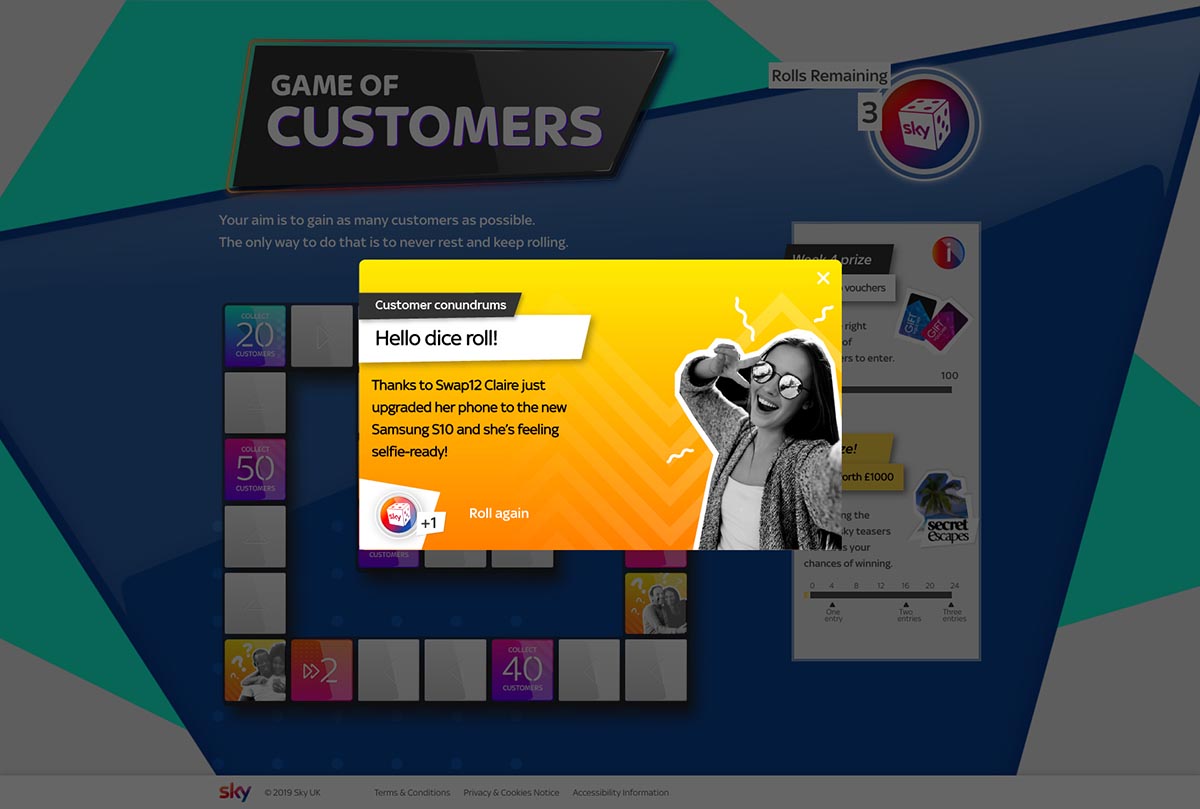 GAME OF
CUSTOMERS
Rolls Remaining
3
sky
Your aim is to gain as many customers as possible.
The only way to do that is to never rest and keep rolling.
Week 4 prize
i
vouchers
GIFT
GIFT
right
of
to enter.
100
Customer conundrums
Hello dice roll!
Thanks to Swap12 Claire just
upgraded her phone to the new
Samsung S10 and she’s feeling
selfie-ready!
sky
+1
Roll again
COLLECT
20
CUSTOMERS
COLLECT
50
CUSTOMERS
CUSTOMERS
2
COLLECT
40
CUSTOMERS
orth £1000
secret
escapes
the
teasers
your
chances of winning.
0 4 8 12 16 20 24
One
entry
Two
entries
Three
entries
sky
© 2019 Sky UK
Terms & Conditions
Privacy & Cookies Notice
Accessibility Information